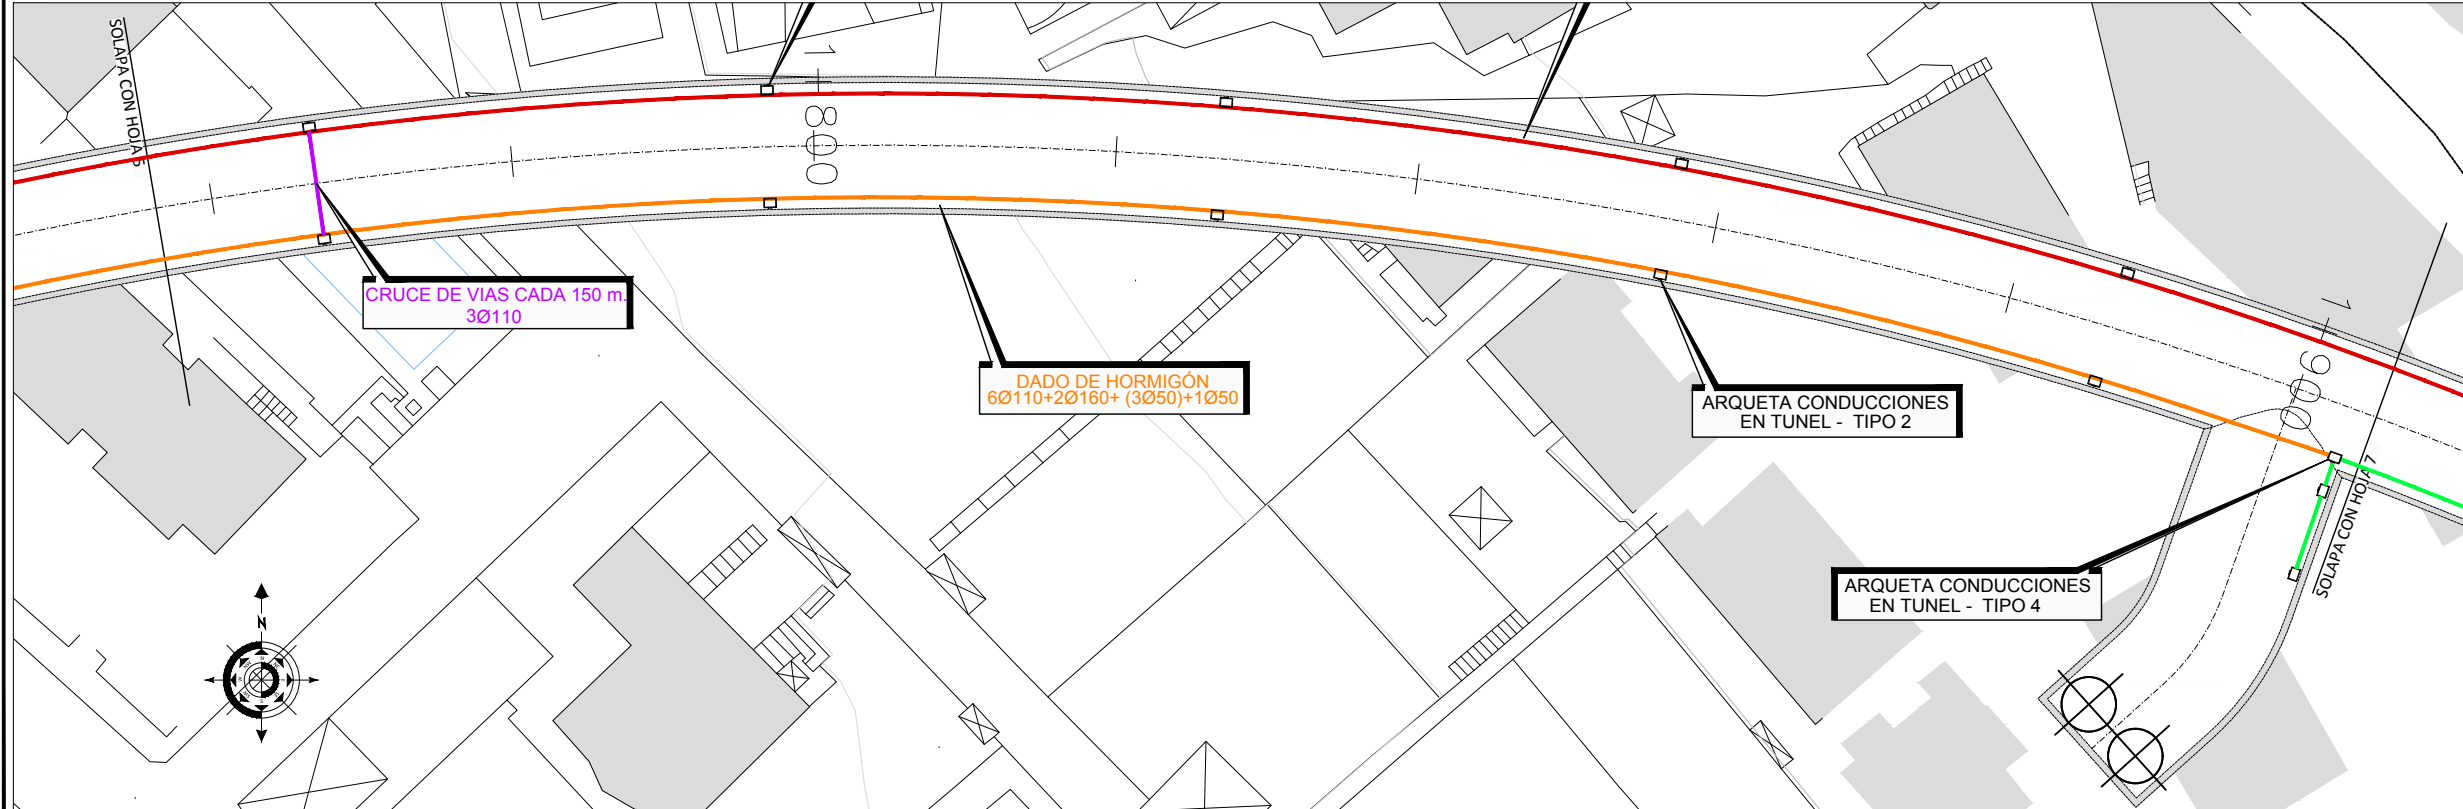 SOLAPA CON HOJA 5
1+800
CRUCE DE VIAS CADA 150 m.
3Ø110
DADO DE HORMIGÓN
6Ø110+2Ø160+ (3Ø50)+1Ø50
ARQUETA CONDUCCIONES
EN TUNEL - TIPO 2
1+900
SOLAPA CON HOJA 7
ARQUETA CONDUCCIONES
EN TUNEL - TIPO 4
N